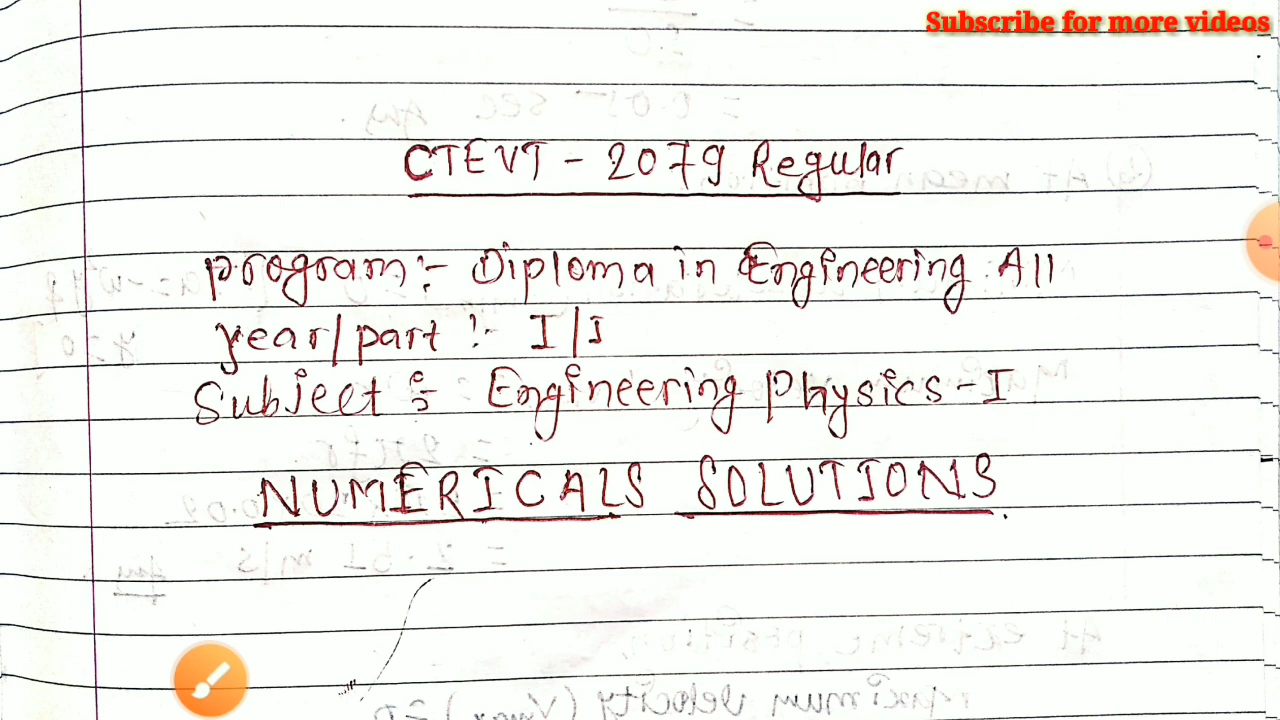 Subscribe for more videos
CTEVT - 2079 Regular
program:- Diploma in Engineering All
year/part :- I/I
Subject : Engineering Physics-I
NUMERICALS SOLUTIONS.